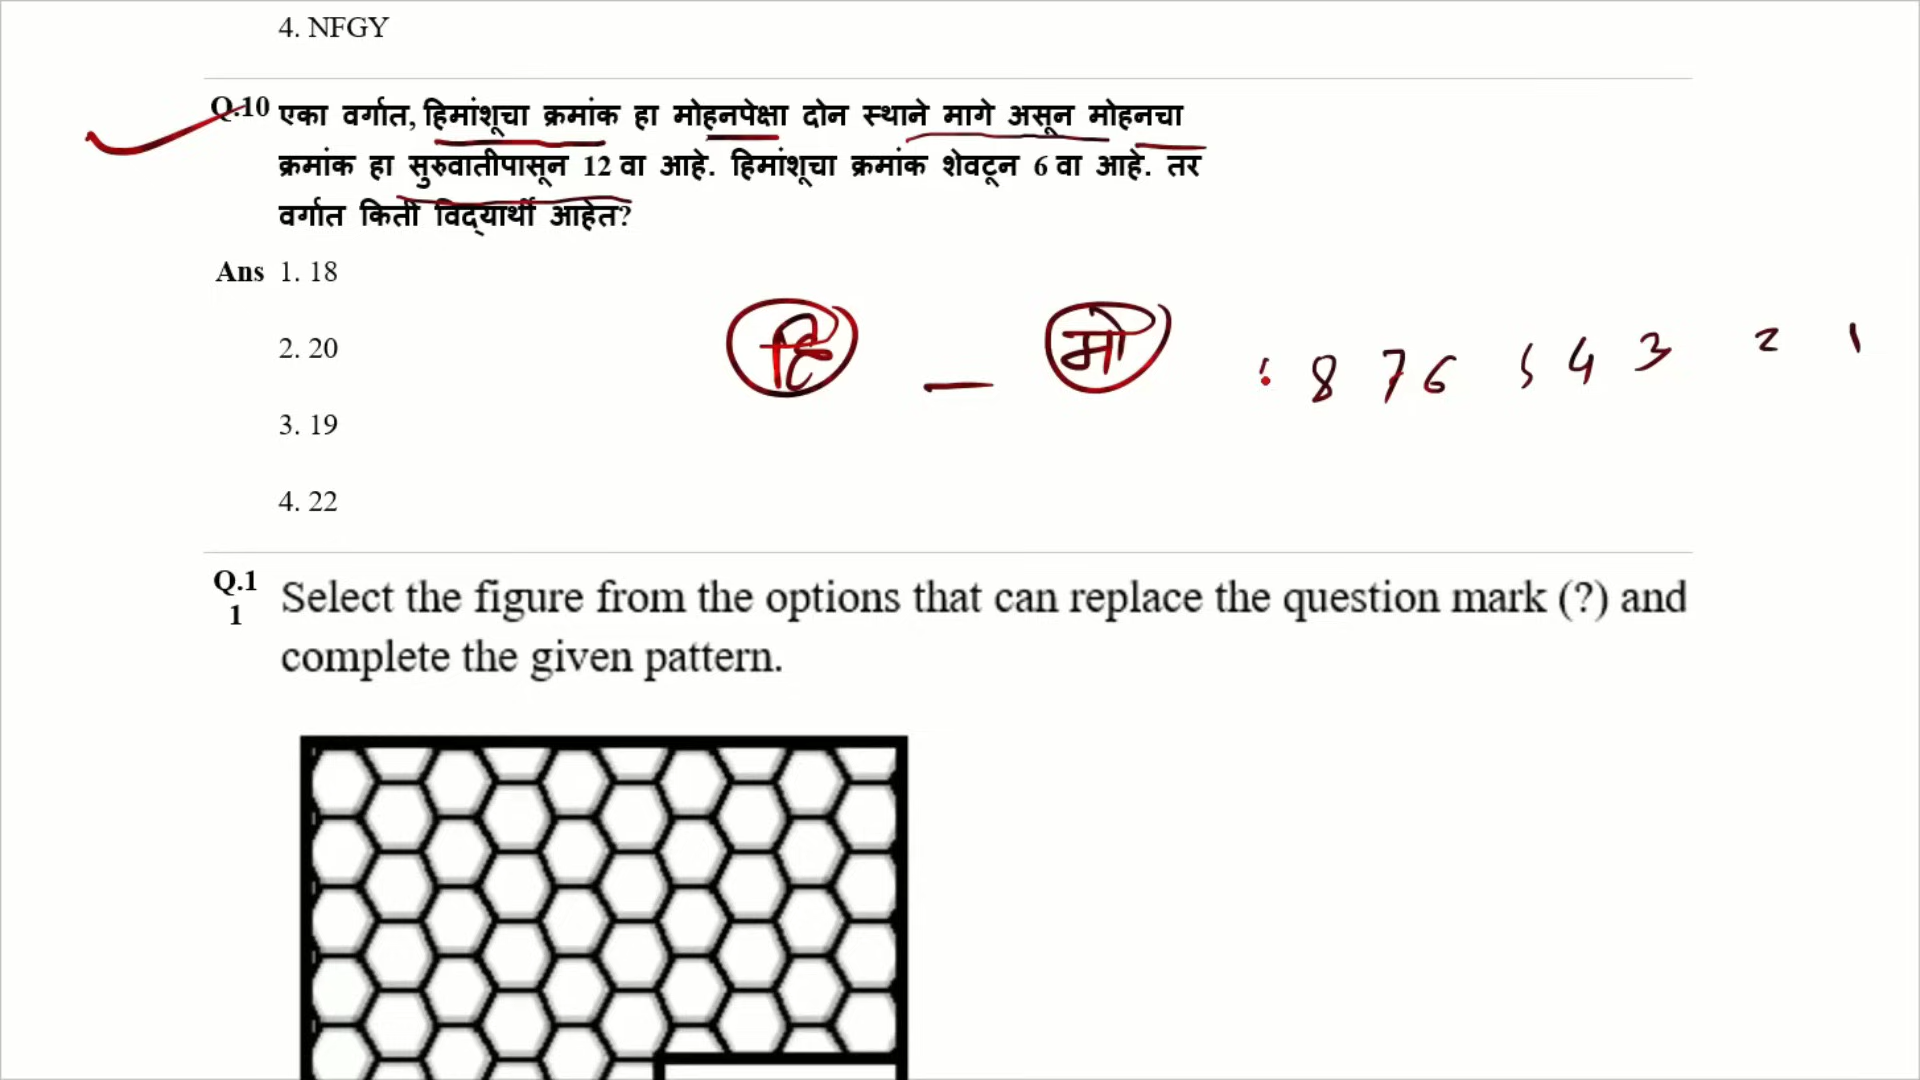 4. NFGY
Q.10 एका वर्गात, हिमांशूचा क्रमांक हा मोहनपेक्षा दोन स्थाने मागे असून मोहनचा
क्रमांक हा सुरुवातीपासून 12 वा आहे. हिमांशूचा क्रमांक शेवटून 6 वा आहे. तर
वर्गात किती विद्यार्थी आहेत?
Ans 1. 18
2. 20
3. 19
4. 22
हि – मो 8 7 6 5 4 3 2 1
Q.1
1
Select the figure from the options that can replace the question mark (?) and
complete the given pattern.